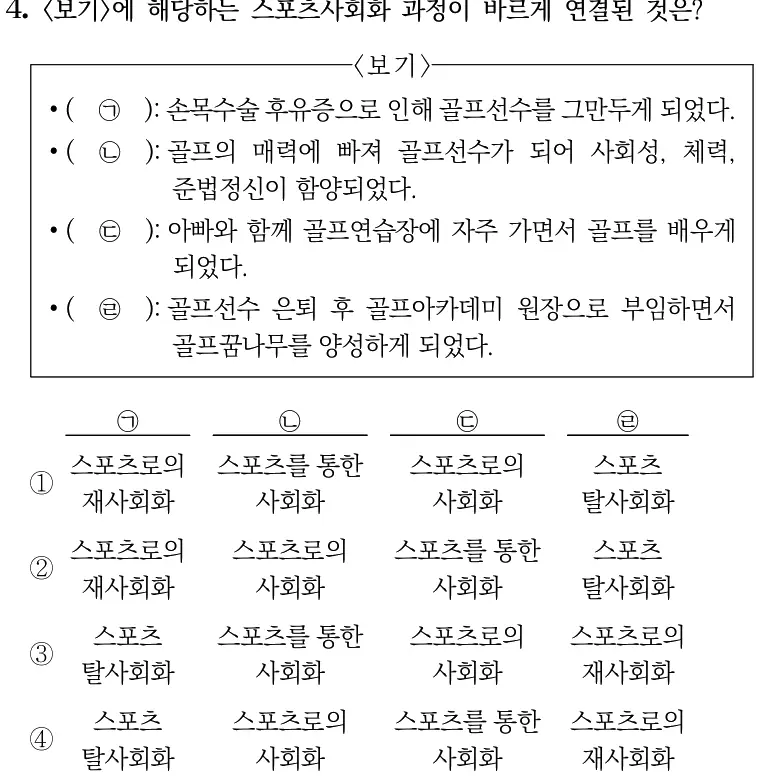 4. <보기>에 해당하는 스포츠사회화 과정이 바르게 연결된 것은?
<보기>
• ( ㉠ ): 손목수술 후유증으로 인해 골프선수를 그만두게 되었다.
• ( ㉡ ): 골프의 매력에 빠져 골프선수가 되어 사회성, 체력,
준법정신이 함양되었다.
• ( ㉢ ): 아빠와 함께 골프연습장에 자주 가면서 골프를 배우게
되었다.
• ( ㉣ ): 골프선수 은퇴 후 골프아카데미 원장으로 부임하면서
골프꿈나무를 양성하게 되었다.
㉠ ㉡ ㉢ ㉣
① 스포츠로의 스포츠를 통한 스포츠로의 스포츠
재사회화 사회화 사회화 탈사회화
② 스포츠로의 스포츠로의 스포츠를 통한 스포츠
재사회화 사회화 사회화 탈사회화
③ 스포츠 스포츠를 통한 스포츠로의 스포츠로의
탈사회화 사회화 사회화 재사회화
④ 스포츠 스포츠로의 스포츠를 통한 스포츠로의
탈사회화 사회화 사회화 재사회화